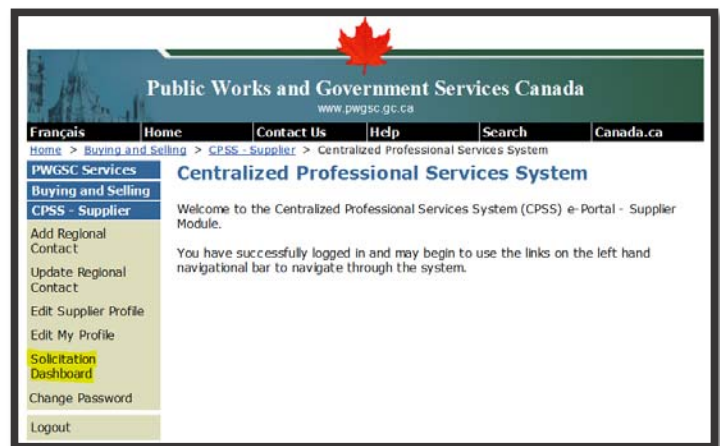 Public Works and Government Services Canada
www.pwgsc.gc.ca
Français Home Contact Us Help Search Canada.ca
Home > Buying and Selling > CPSS - Supplier > Centralized Professional Services System
PWGSC Services
Buying and Selling
CPSS - Supplier
Add Regional
Contact
Update Regional
Contact
Edit Supplier Profile
Edit My Profile
Solicitation
Dashboard
Change Password
Logout
Centralized Professional Services System
Welcome to the Centralized Professional Services System (CPSS) e-Portal - Supplier
Module.
You have successfully logged in and may begin to use the links on the left hand
navigational bar to navigate through the system.